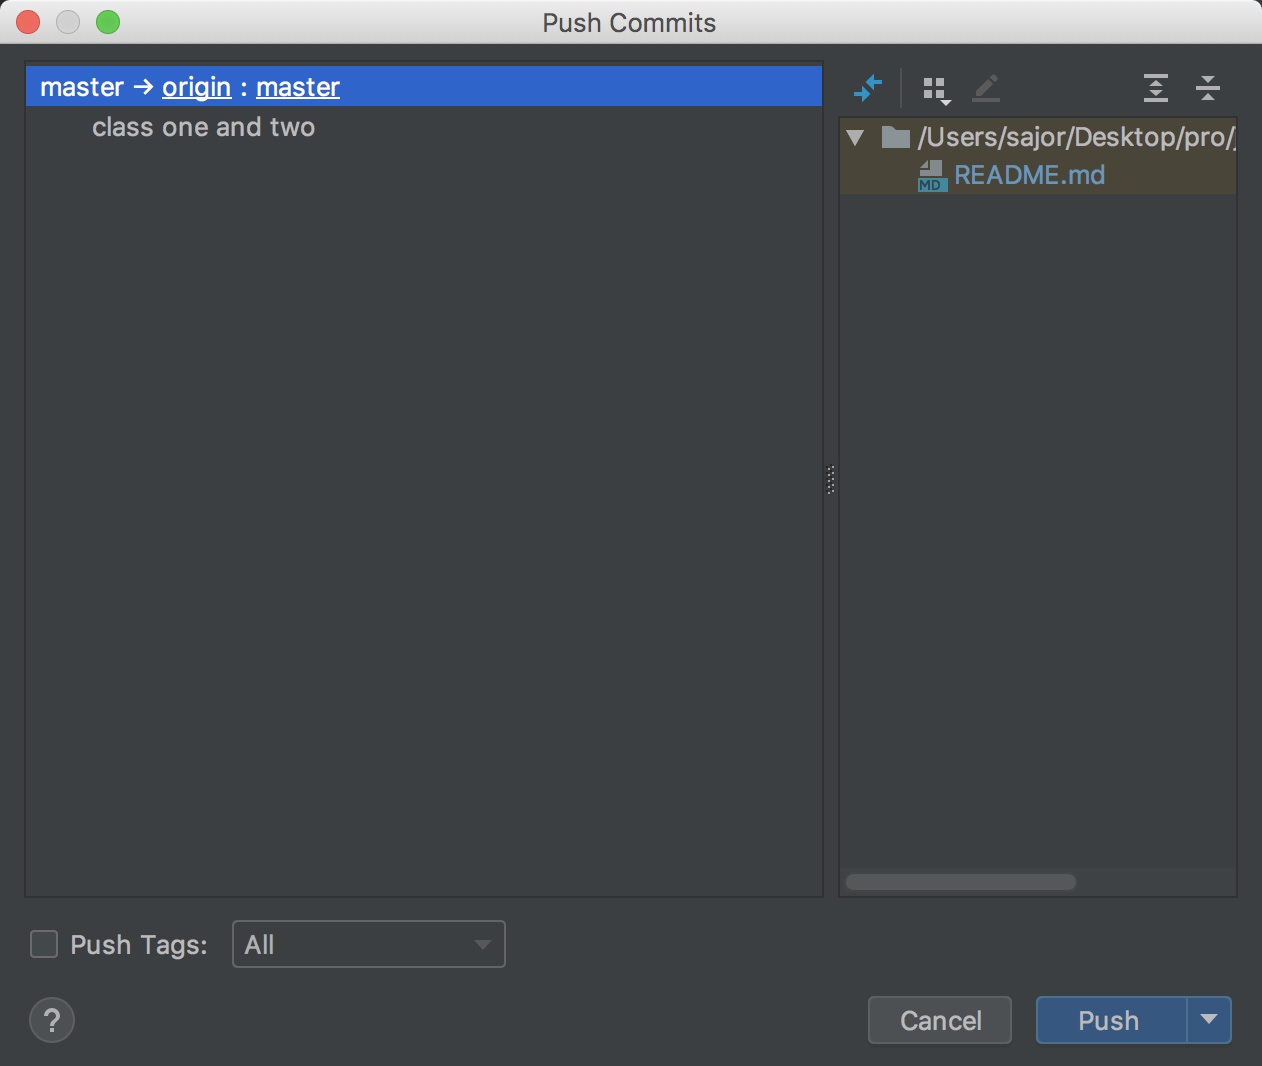 Push Commits
master → origin : master
class one and two
/Users/sajor/Desktop/pro/
MD README.md
Push Tags: All
? Cancel Push